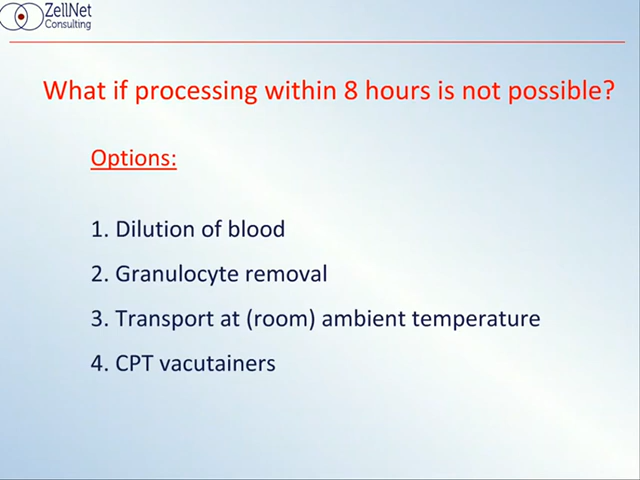 ZellNet
Consulting
What if processing within 8 hours is not possible?
Options:
1. Dilution of blood
2. Granulocyte removal
3. Transport at (room) ambient temperature
4. CPT vacutainers